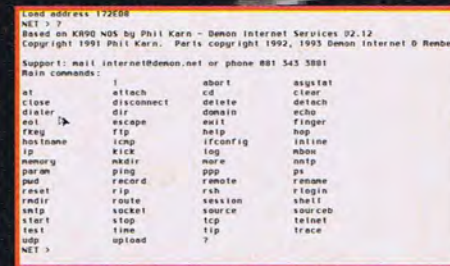 Load address 172E08
NET > ?
Based on KA9Q NOS by Phil Karn - Demon Internet Services D2.12
Copyright 1991 Phil Karn. Parts copyright 1992, 1993 Demon Internet & Membe
Support: mail internet@demon.net or phone 081 343 3881
Main commands:
! abort asystat
at attach cd clear
close disconnect delete detach
dialer dir domain echo
eol escape exit finger
fkey ftp help hop
hostname icmp ifconfig inline
ip kick log mbox
memory mkdir more nntp
param ping ppp ps
pwd record remote rename
reset rip rsh rlogin
rmdir route session shell
smtp socket source sourceb
start stop tcp telnet
test time tip trace
udp upload ?
NET >